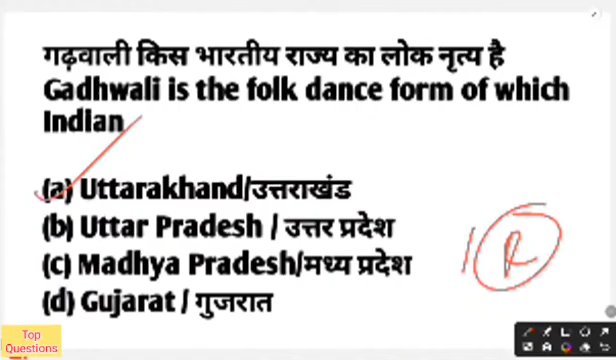 गढ़वाली किस भारतीय राज्य का लोक नृत्य है
Gadhwali is the folk dance form of which
Indian
(a) Uttarakhand/उत्तराखंड
(b) Uttar Pradesh / उत्तर प्रदेश
(c) Madhya Pradesh/मध्य प्रदेश
(d) Gujarat / गुजरात
Top
Questions